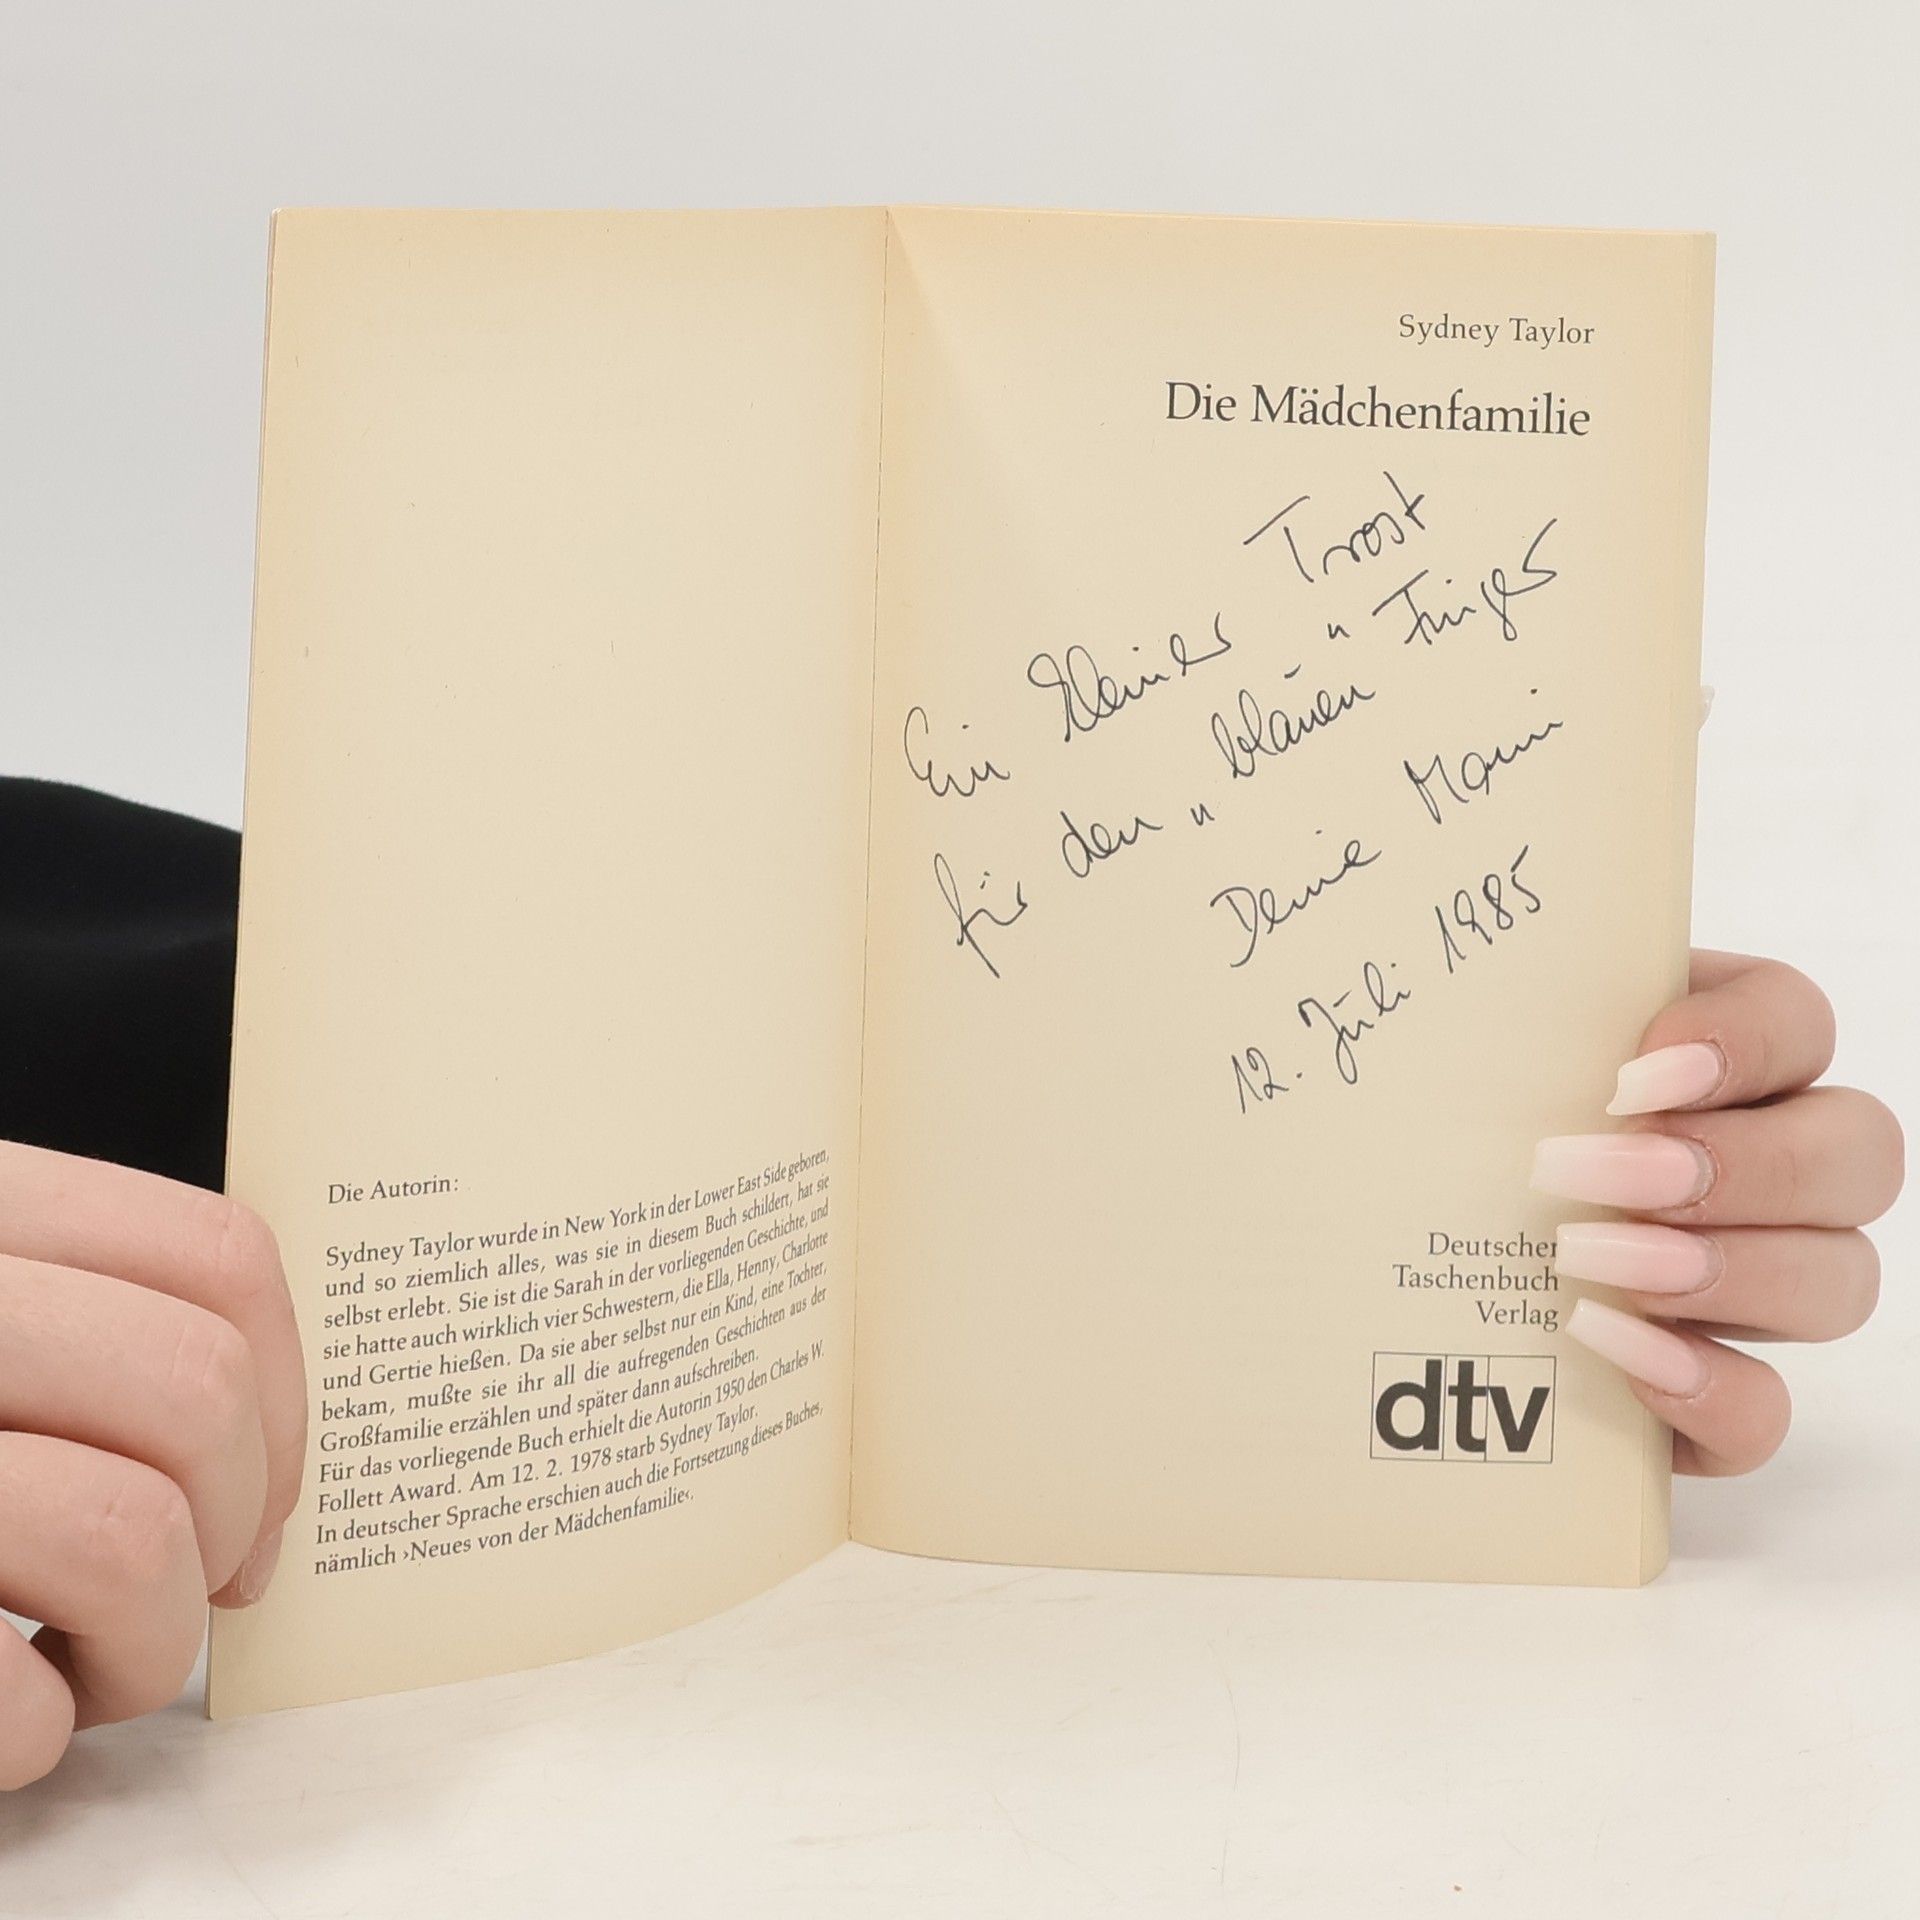 Die Autorin:
Sydney Taylor wurde in New York in der Lower East Side geboren,
und so ziemlich alles, was sie in diesem Buch schildert, hat sie
selbst erlebt. Sie ist die Sarah in der vorliegenden Geschichte, und
sie hatte auch wirklich vier Schwestern, die Ella, Henny, Charlotte
und Gertie hießen. Da sie aber selbst nur ein Kind, eine Tochter,
bekam, mußte sie ihr all die aufregenden Geschichten aus der
Großfamilie erzählen und später dann aufschreiben.
Für das vorliegende Buch erhielt die Autorin 1950 den Charles W.
Follett Award. Am 12. 2. 1978 starb Sydney Taylor.
In deutscher Sprache erschien auch die Fortsetzung dieses Buches,
nämlich ›Neues von der Mädchenfamilie‹.
Sydney Taylor
Die Mädchenfamilie
Ein kleiner Trost
für den "blauen" Finger
Deine Mami
12. Juli 1985
Deutscher
Taschenbuch
Verlag
dtv